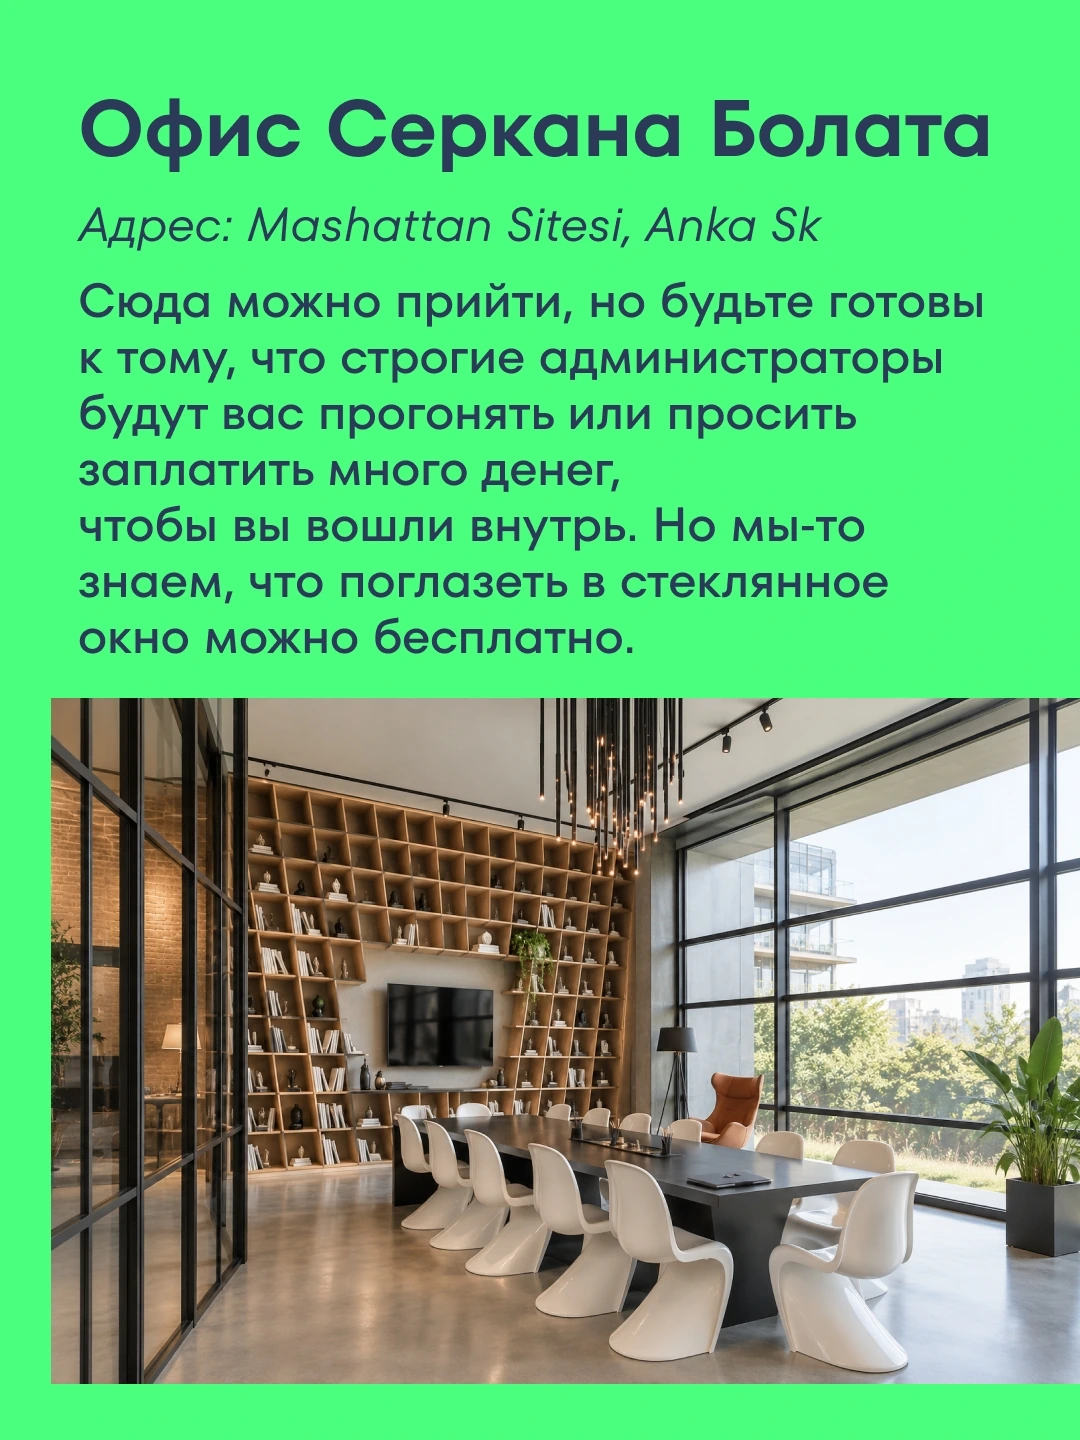 Офис Серкана Болата
Адрес: Mashattan Sitesi, Anka Sk
Сюда можно прийти, но будьте готовы
к тому, что строгие администраторы
будут вас прогонять или просить
заплатить много денег,
чтобы вы вошли внутрь. Но мы-то
знаем, что поглазеть в стеклянное
окно можно бесплатно.